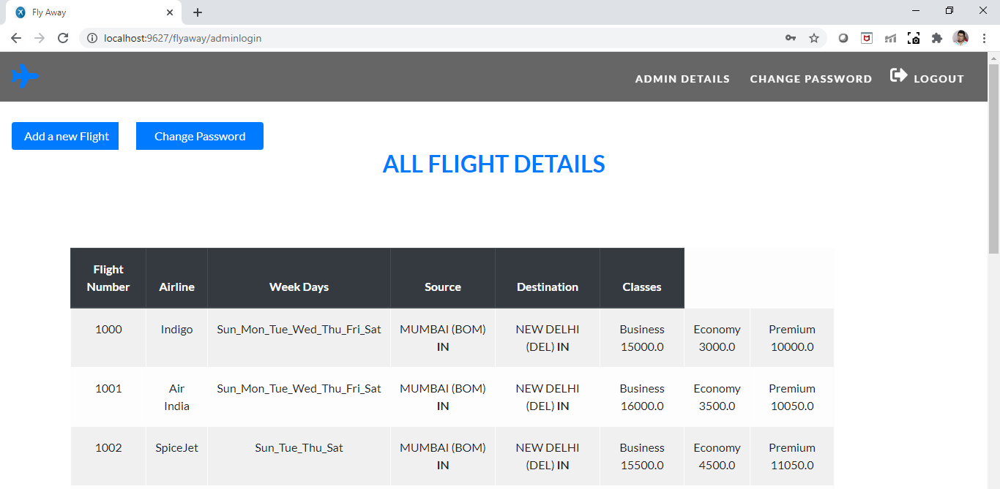 Fly Away
localhost:9627/flyaway/adminlogin
ADMIN DETAILS CHANGE PASSWORD LOGOUT
Add a new Flight Change Password
ALL FLIGHT DETAILS
Flight
Number Airline Week Days Source Destination Classes
1000 Indigo Sun_Mon_Tue_Wed_Thu_Fri_Sat MUMBAI (BOM) NEW DELHI Business Economy Premium
IN (DEL) IN 15000.0 3000.0 10000.0
1001 Air Sun_Mon_Tue_Wed_Thu_Fri_Sat MUMBAI (BOM) NEW DELHI Business Economy Premium
India IN (DEL) IN 16000.0 3500.0 10050.0
1002 SpiceJet Sun_Tue_Thu_Sat MUMBAI (BOM) NEW DELHI Business Economy Premium
IN (DEL) IN 15500.0 4500.0 11050.0